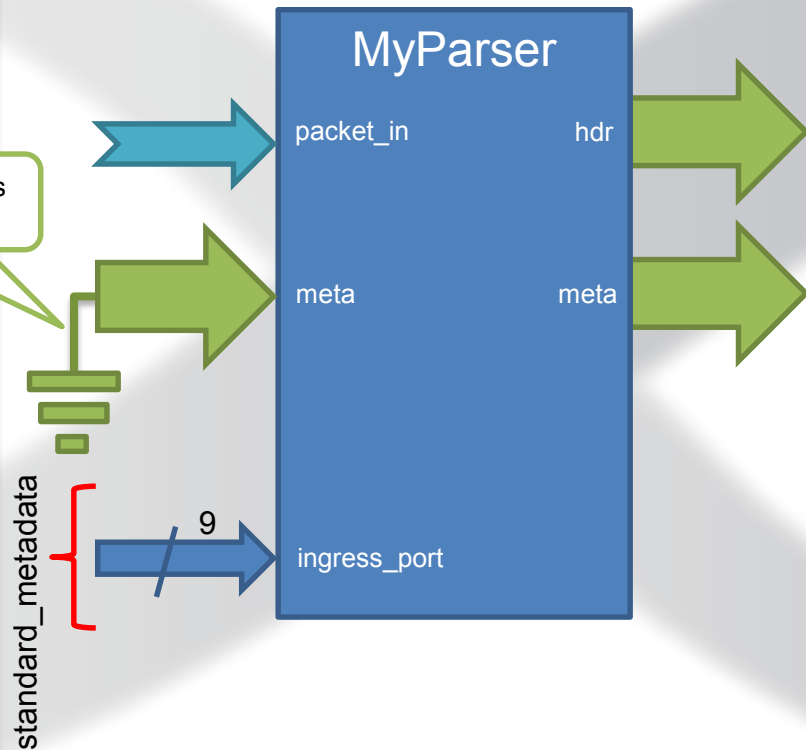 MyParser
packet_in
hdr
s
meta
meta
9
ingress_port
standard_metadata